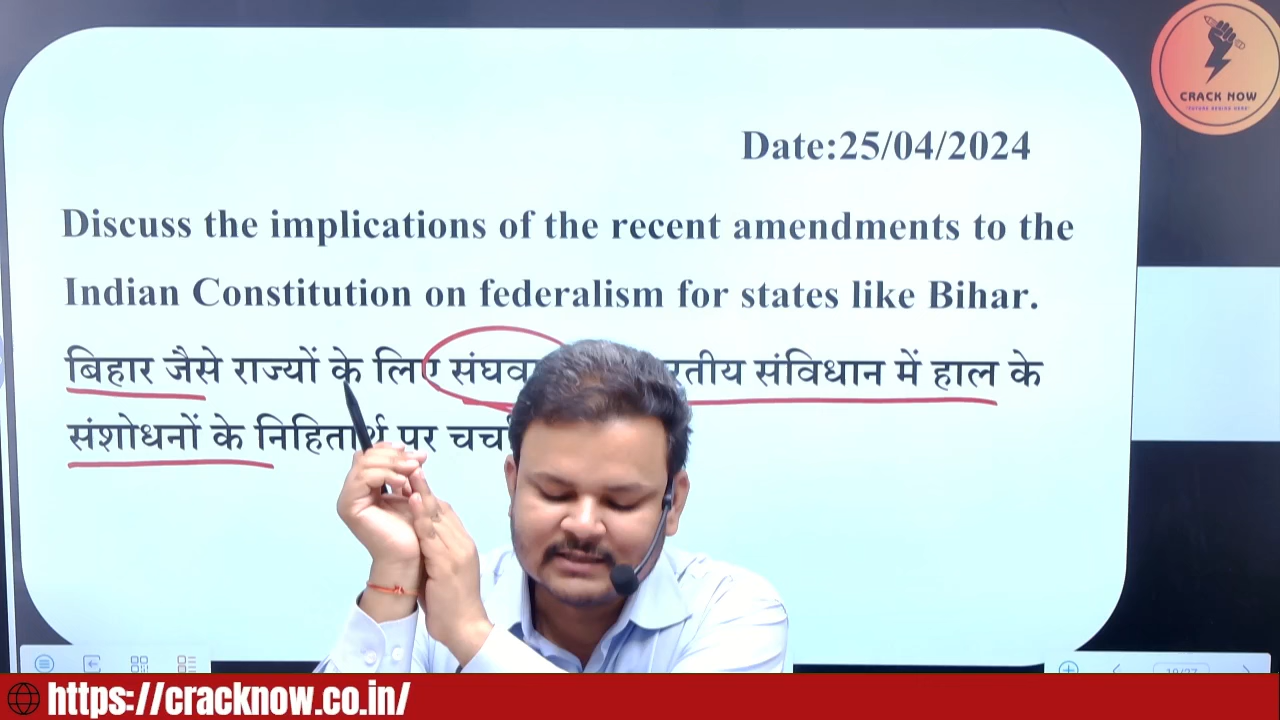 CRACK NOW
Date:25/04/2024
Discuss the implications of the recent amendments to the
Indian Constitution on federalism for states like Bihar.
बिहार जैसे राज्यों के लिए संविधान में हाल के
संशोधनों के निहितार्थ पर
https://cracknow.co.in/